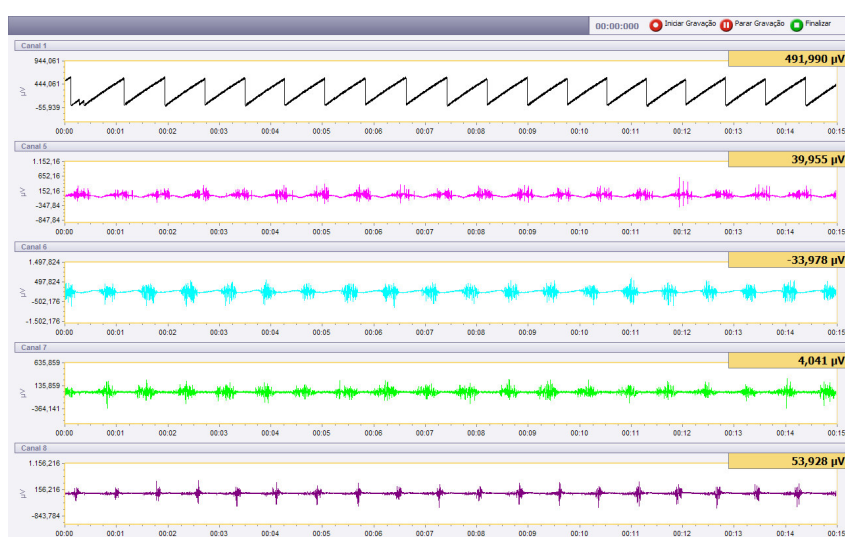 00:00:000 Iniciar Gravação Parar Gravação Finalizar
Canal 1
491,990 µV
944,061
444,061
-55,939
µV
00:00 00:01 00:02 00:03 00:04 00:05 00:06 00:07 00:08 00:09 00:10 00:11 00:12 00:13 00:14 00:15
Canal 5
39,955 µV
1.152,16
652,16
152,16
-347,84
-847,84
µV
00:00 00:01 00:02 00:03 00:04 00:05 00:06 00:07 00:08 00:09 00:10 00:11 00:12 00:13 00:14 00:15
Canal 6
-33,978 µV
1.497,824
497,824
-502,176
-1.502,176
µV
00:00 00:01 00:02 00:03 00:04 00:05 00:06 00:07 00:08 00:09 00:10 00:11 00:12 00:13 00:14 00:15
Canal 7
4,041 µV
635,859
135,859
-364,141
µV
00:00 00:01 00:02 00:03 00:04 00:05 00:06 00:07 00:08 00:09 00:10 00:11 00:12 00:13 00:14 00:15
Canal 8
53,928 µV
1.156,216
156,216
-843,784
µV
00:00 00:01 00:02 00:03 00:04 00:05 00:06 00:07 00:08 00:09 00:10 00:11 00:12 00:13 00:14 00:15